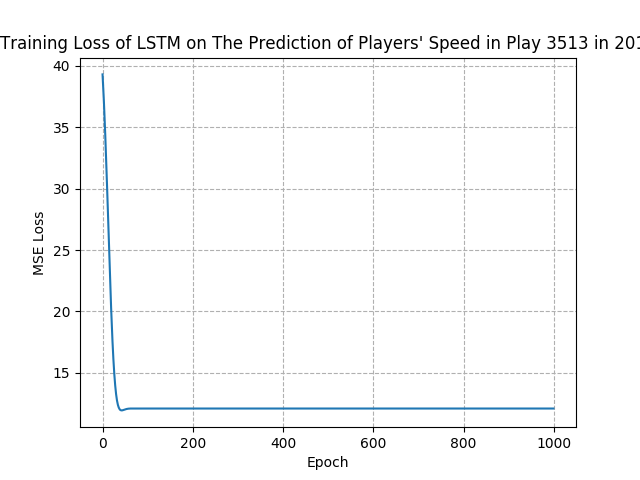 Training Loss of LSTM on The Prediction of Players' Speed in Play 3513 in 201
40
35
30
25
20
15
MSE Loss
0 200 400 600 800 1000
Epoch